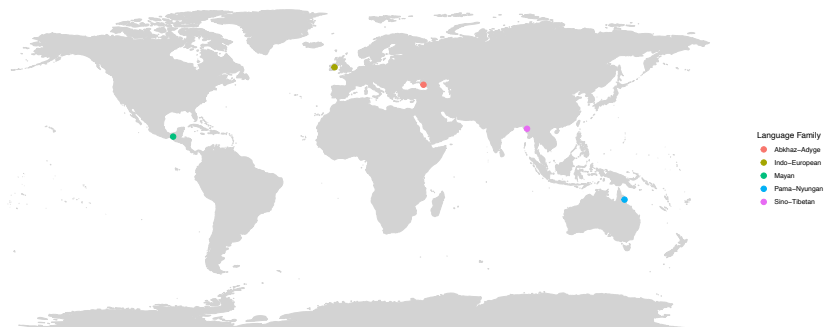 Language Family
Abkhaz−Adyge
Indo−European
Mayan
Pama−Nyungan
Sino−Tibetan